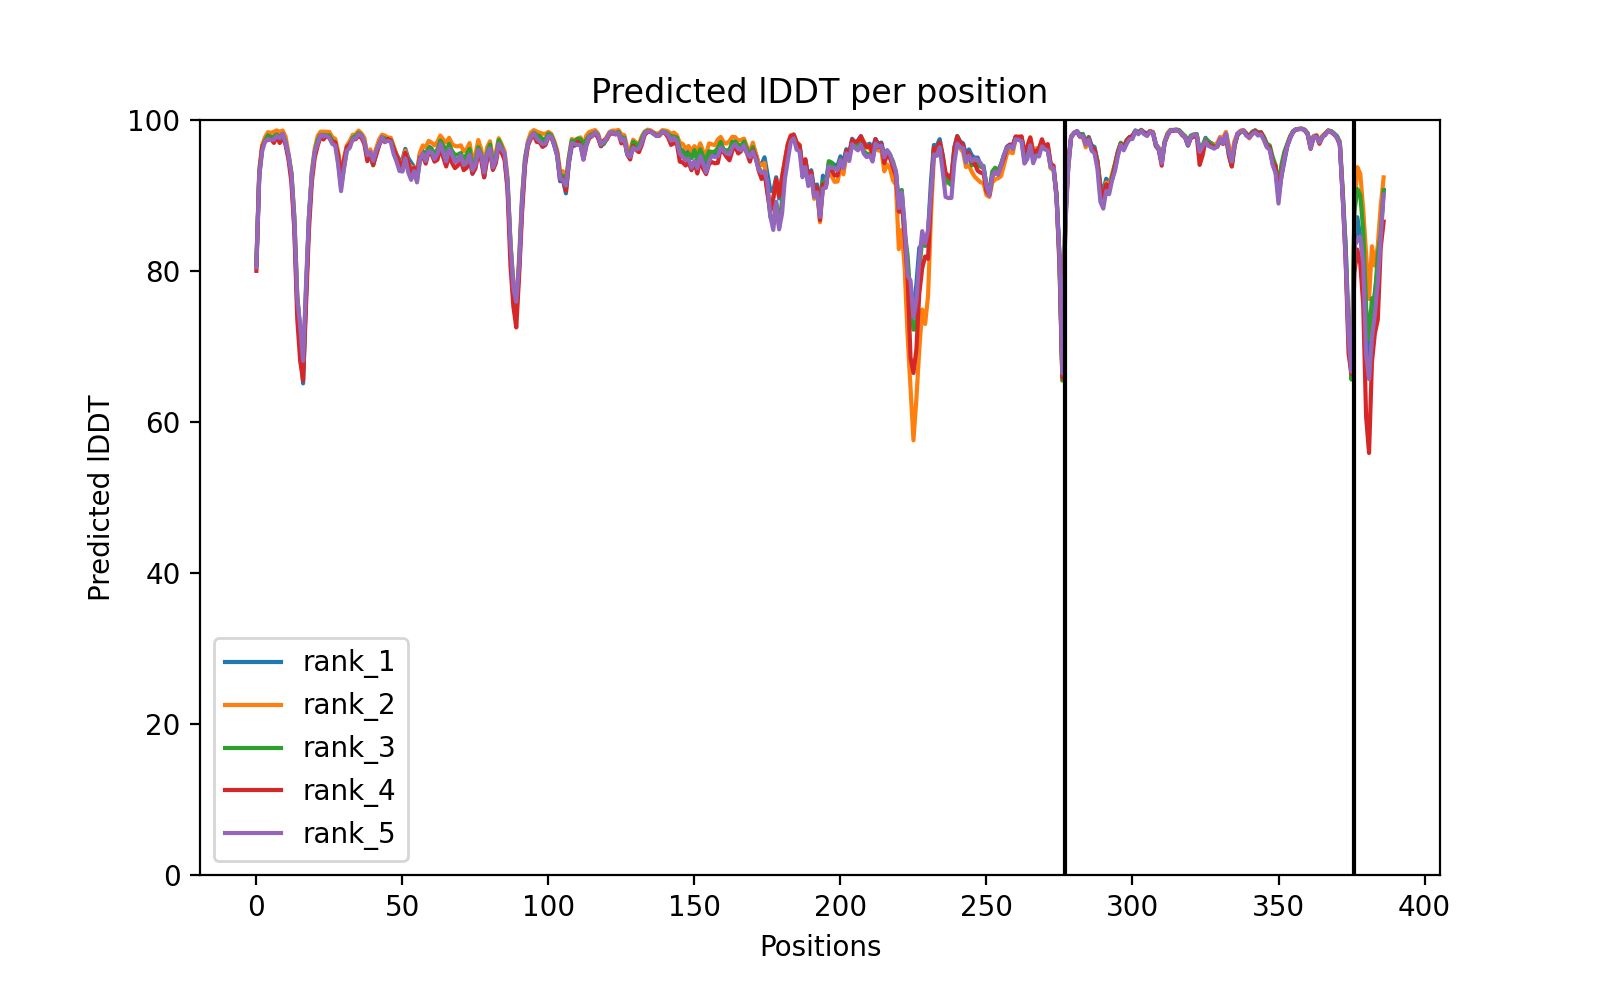 Predicted lDDT per position
100
80
60
40
20
0
Predicted lDDT
rank_1
rank_2
rank_3
rank_4
rank_5
0 50 100 150 200 250 300 350 400
Positions